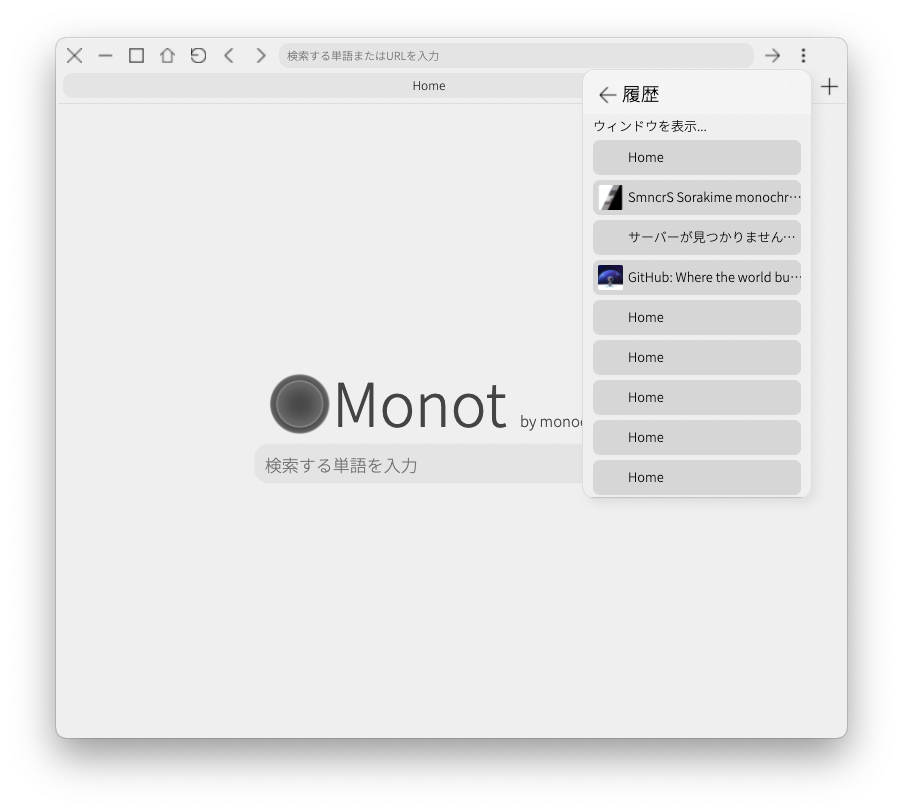 検索する単語またはURLを入力
Home
履歴
ウィンドウを表示...
Home
SmncrS Sorakime monochr…
サーバーが見つかりません…
GitHub: Where the world bu…
Home
Home
Home
Home
Home
Monot by monoc
検索する単語を入力